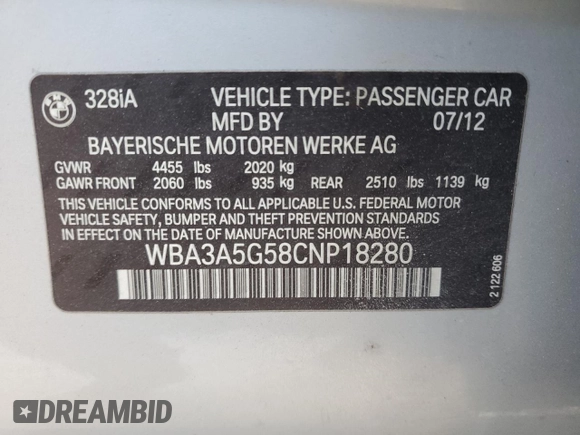 BMW
328iA VEHICLE TYPE: PASSENGER CAR
MFD BY 07/12
BAYERISCHE MOTOREN WERKE AG
GVWR 4455 lbs 2020 kg
GAWR FRONT 2060 lbs 935 kg REAR 2510 lbs 1139 kg
THIS VEHICLE CONFORMS TO ALL APPLICABLE U.S. FEDERAL MOTOR
VEHICLE SAFETY, BUMPER AND THEFT PREVENTION STANDARDS
IN EFFECT ON THE DATE OF MANUFACTURE SHOWN ABOVE
WBA3A5G58CNP18280
2 122 606
DREAMBID